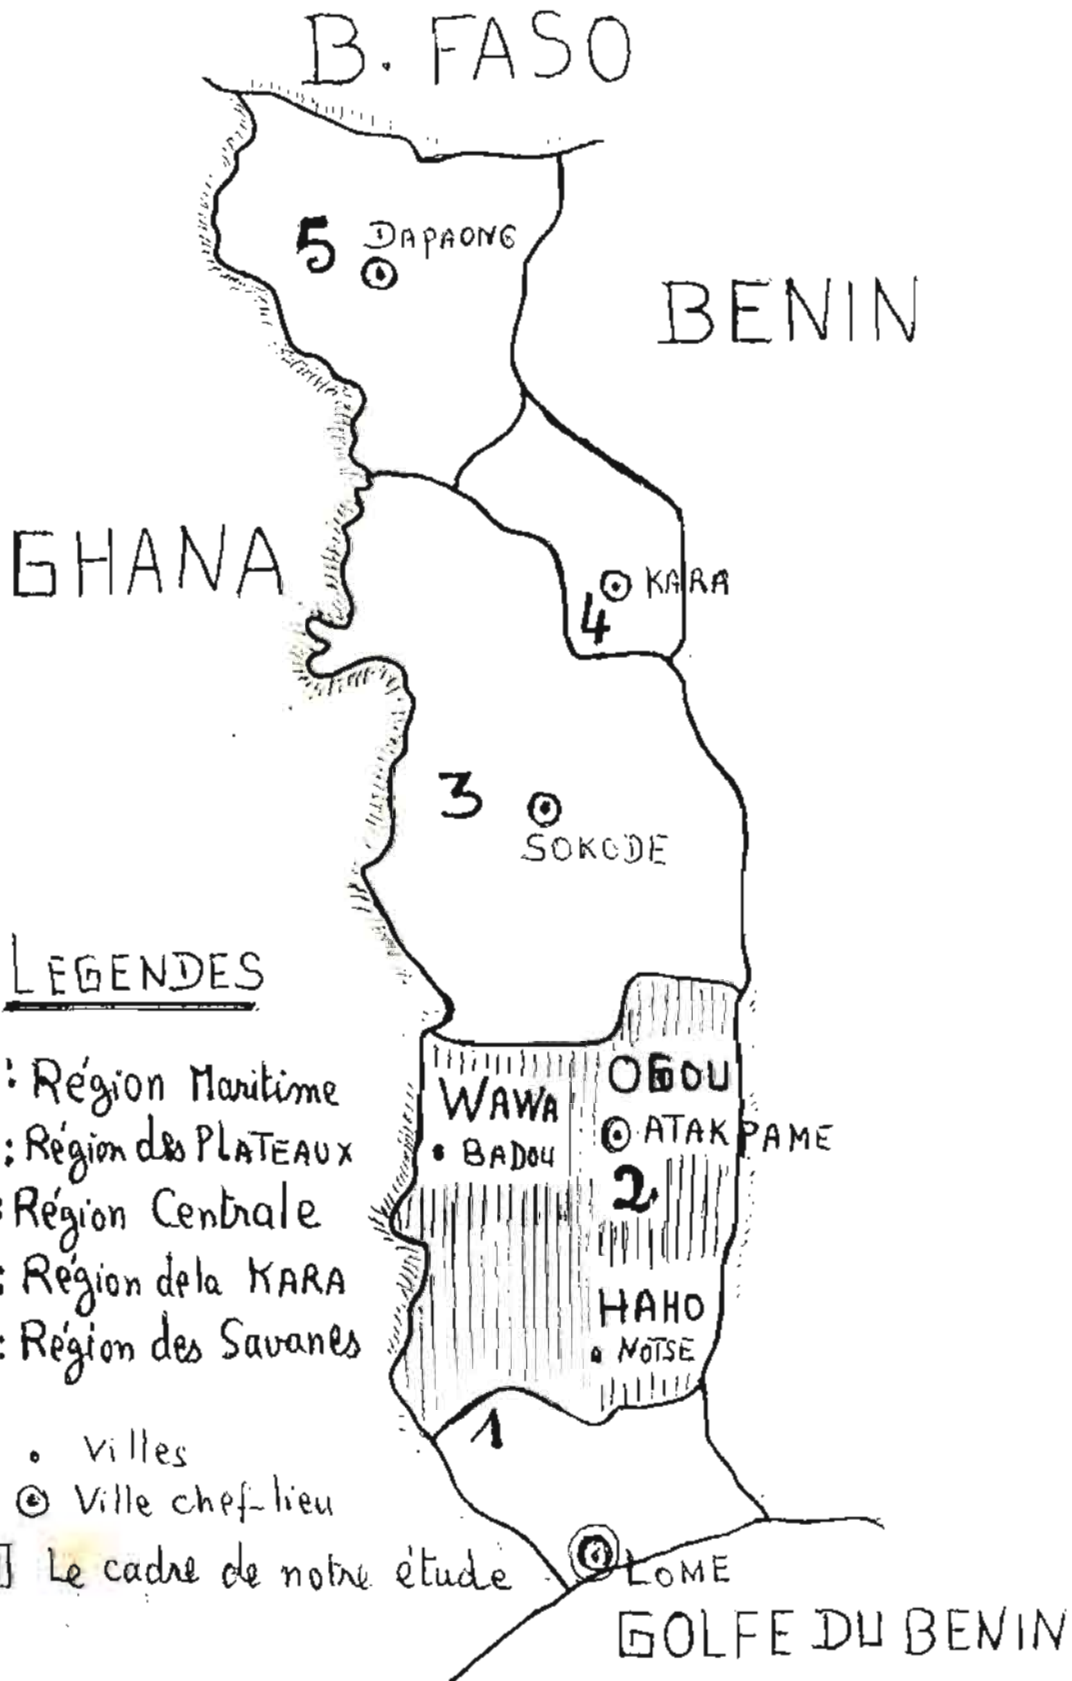 B. FASO
5 DAPAONG
BENIN
GHANA
KARA
4
3
SOKODE
LEGENDES
: Région Maritime
: Région des PLATEAUX
: Région Centrale
: Région de la KARA
: Région des Savanes
. Villes
Ville chef-lieu
Le cadre de notre étude
WAWA
BADOU
OGOU
ATAKPAME
2
HAHO
NOTSE
1
LOME
GOLFE DU BENIN